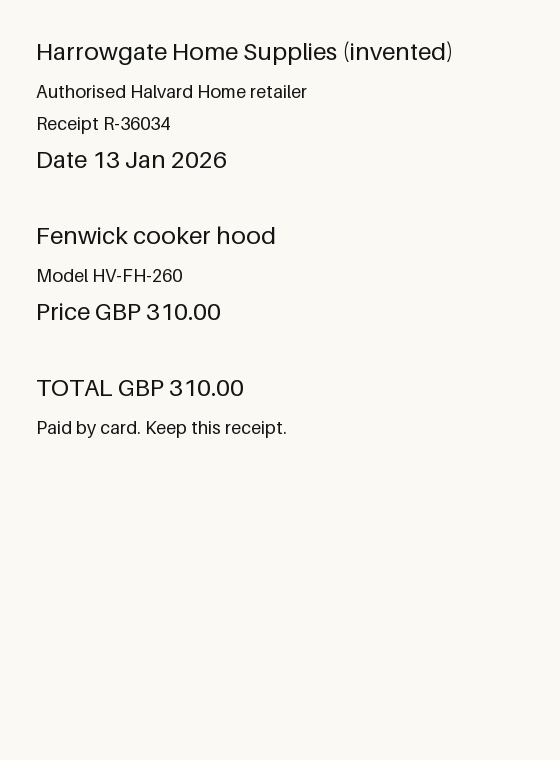 Harrowgate Home Supplies (invented)
Authorised Halvard Home retailer
Receipt R-36034
Date 13 Jan 2026
Fenwick cooker hood
Model HV-FH-260
Price GBP 310.00
TOTAL GBP 310.00
Paid by card. Keep this receipt.